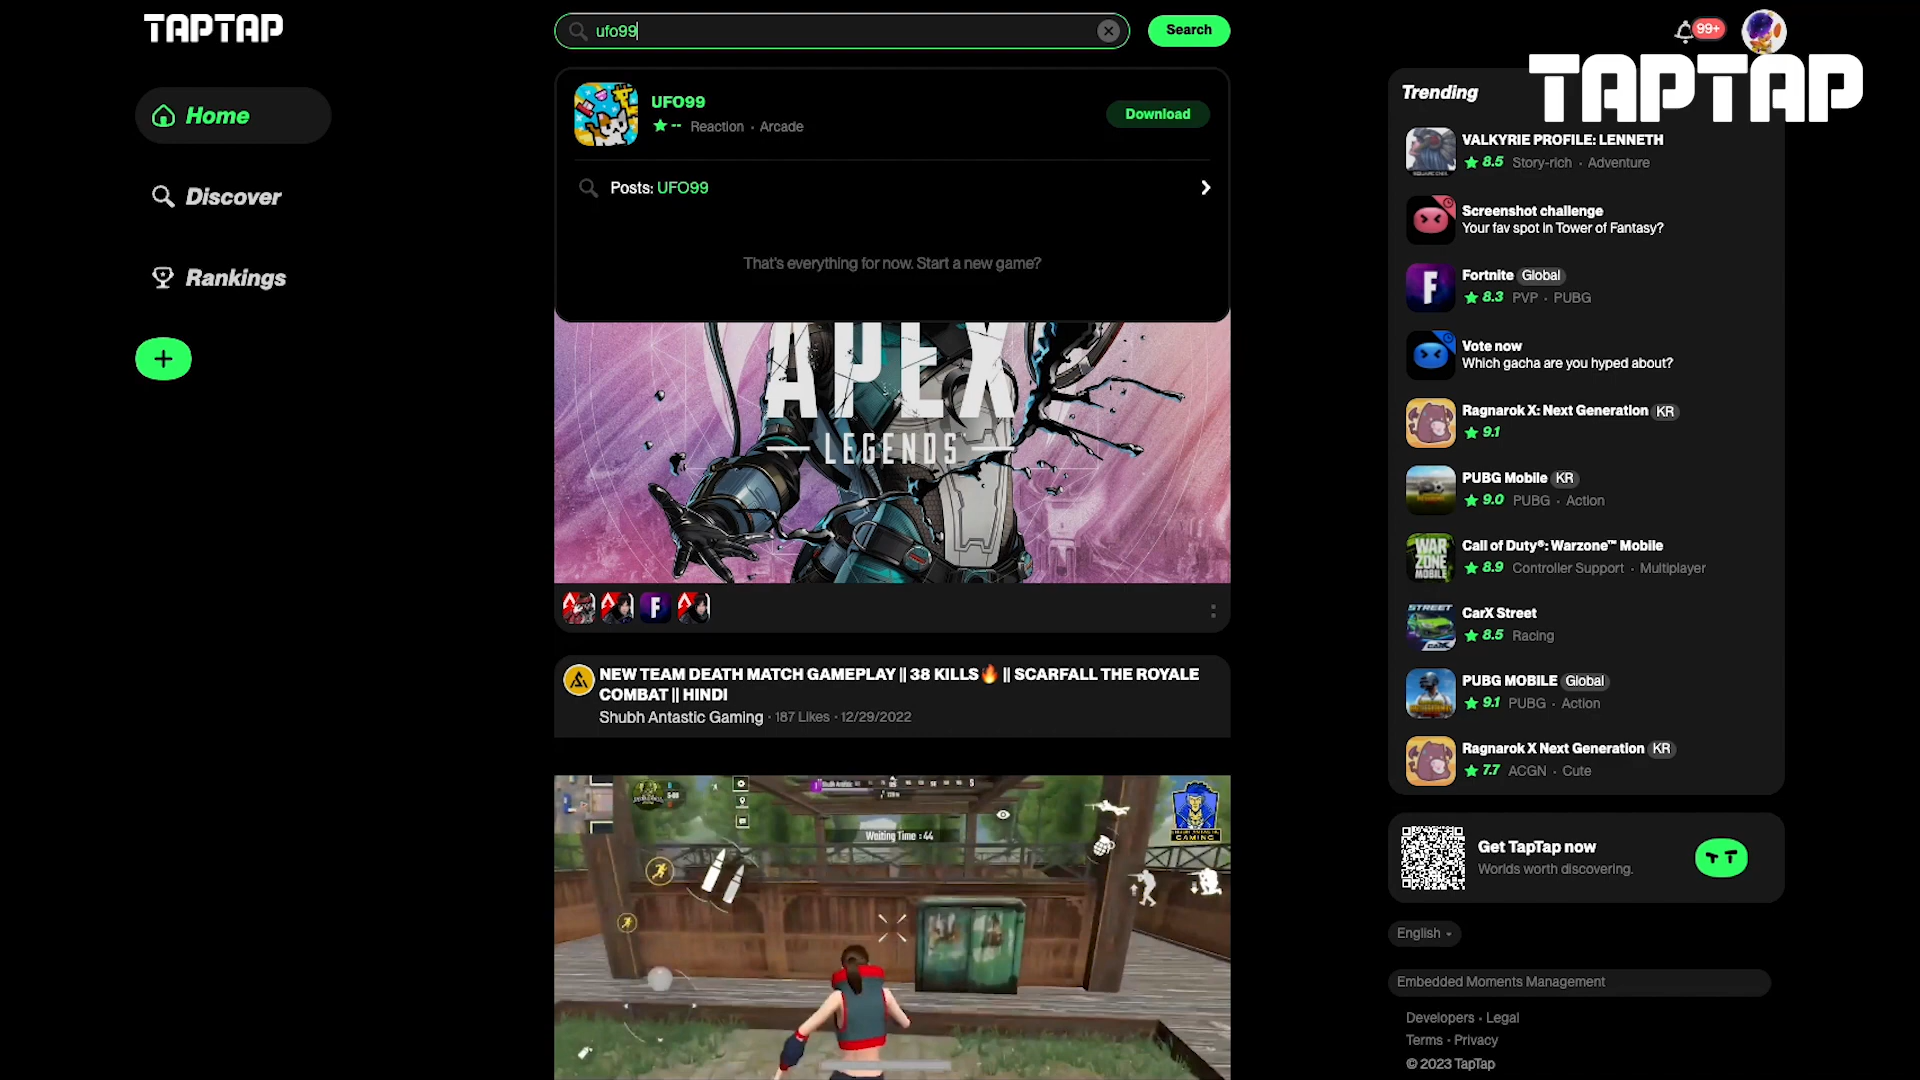 TAPTAP
ufo99
Search
99+
TAPTAP
Home
Discover
Rankings
UFO99
-- Reaction · Arcade
Download
Posts: UFO99
That's everything for now. Start a new game?
APEX
LEGENDS
NEW TEAM DEATH MATCH GAMEPLAY || 38 KILLS🔥 || SCARFALL THE ROYALE
COMBAT || HINDI
Shubh Antastic Gaming · 187 Likes · 12/29/2022
Waiting Time : 44
GAMING
Trending
VALKYRIE PROFILE: LENNETH
8.5 Story-rich · Adventure
Screenshot challenge
Your fav spot in Tower of Fantasy?
Fortnite Global
8.3 PVP · PUBG
Vote now
Which gacha are you hyped about?
Ragnarok X: Next Generation KR
9.1
PUBG Mobile KR
9.0 PUBG · Action
WAR
ZONE
MOBILE
Call of Duty®: Warzone™ Mobile
8.9 Controller Support · Multiplayer
STREET
CarX Street
8.5 Racing
PUBG MOBILE Global
9.1 PUBG · Action
Ragnarok X Next Generation KR
7.7 ACGN · Cute
Get TapTap now
Worlds worth discovering.
English
Embedded Moments Management
Developers · Legal
Terms · Privacy
© 2023 TapTap